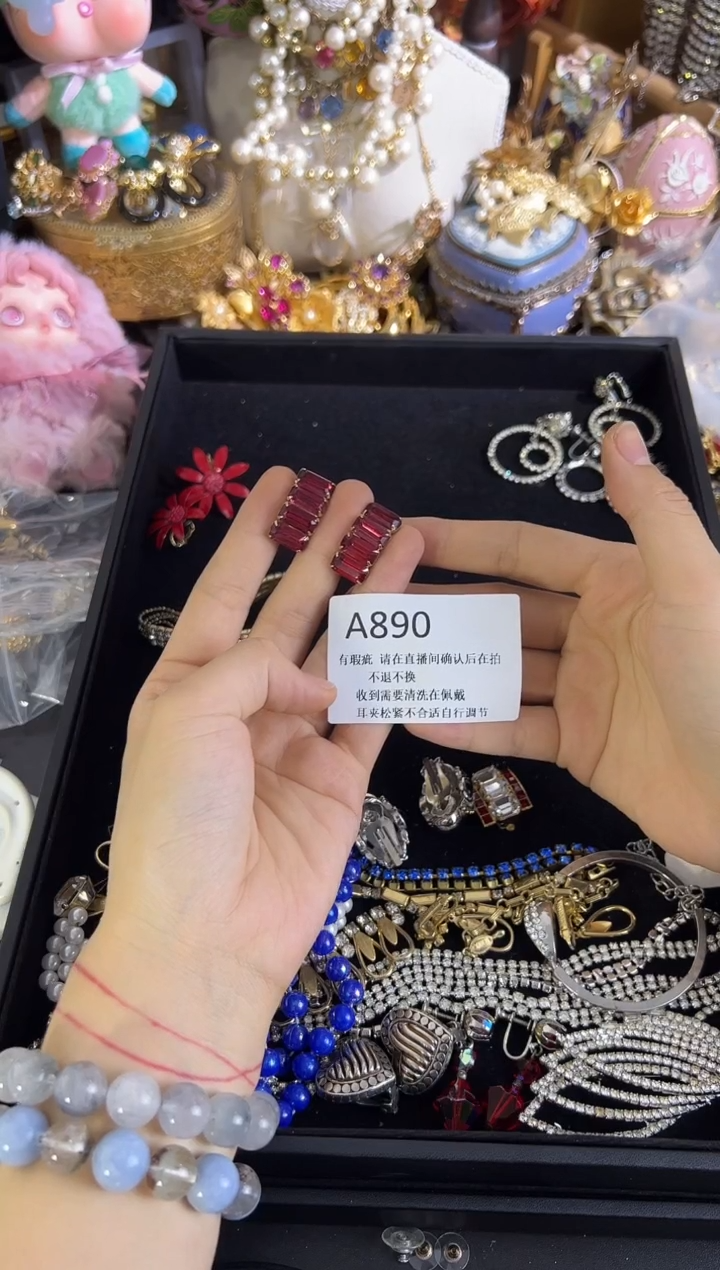 A890
有瑕疵 请在直播间确认后在拍
不退不换
收到需要清洗在佩戴
耳夹松紧不合适自行调节